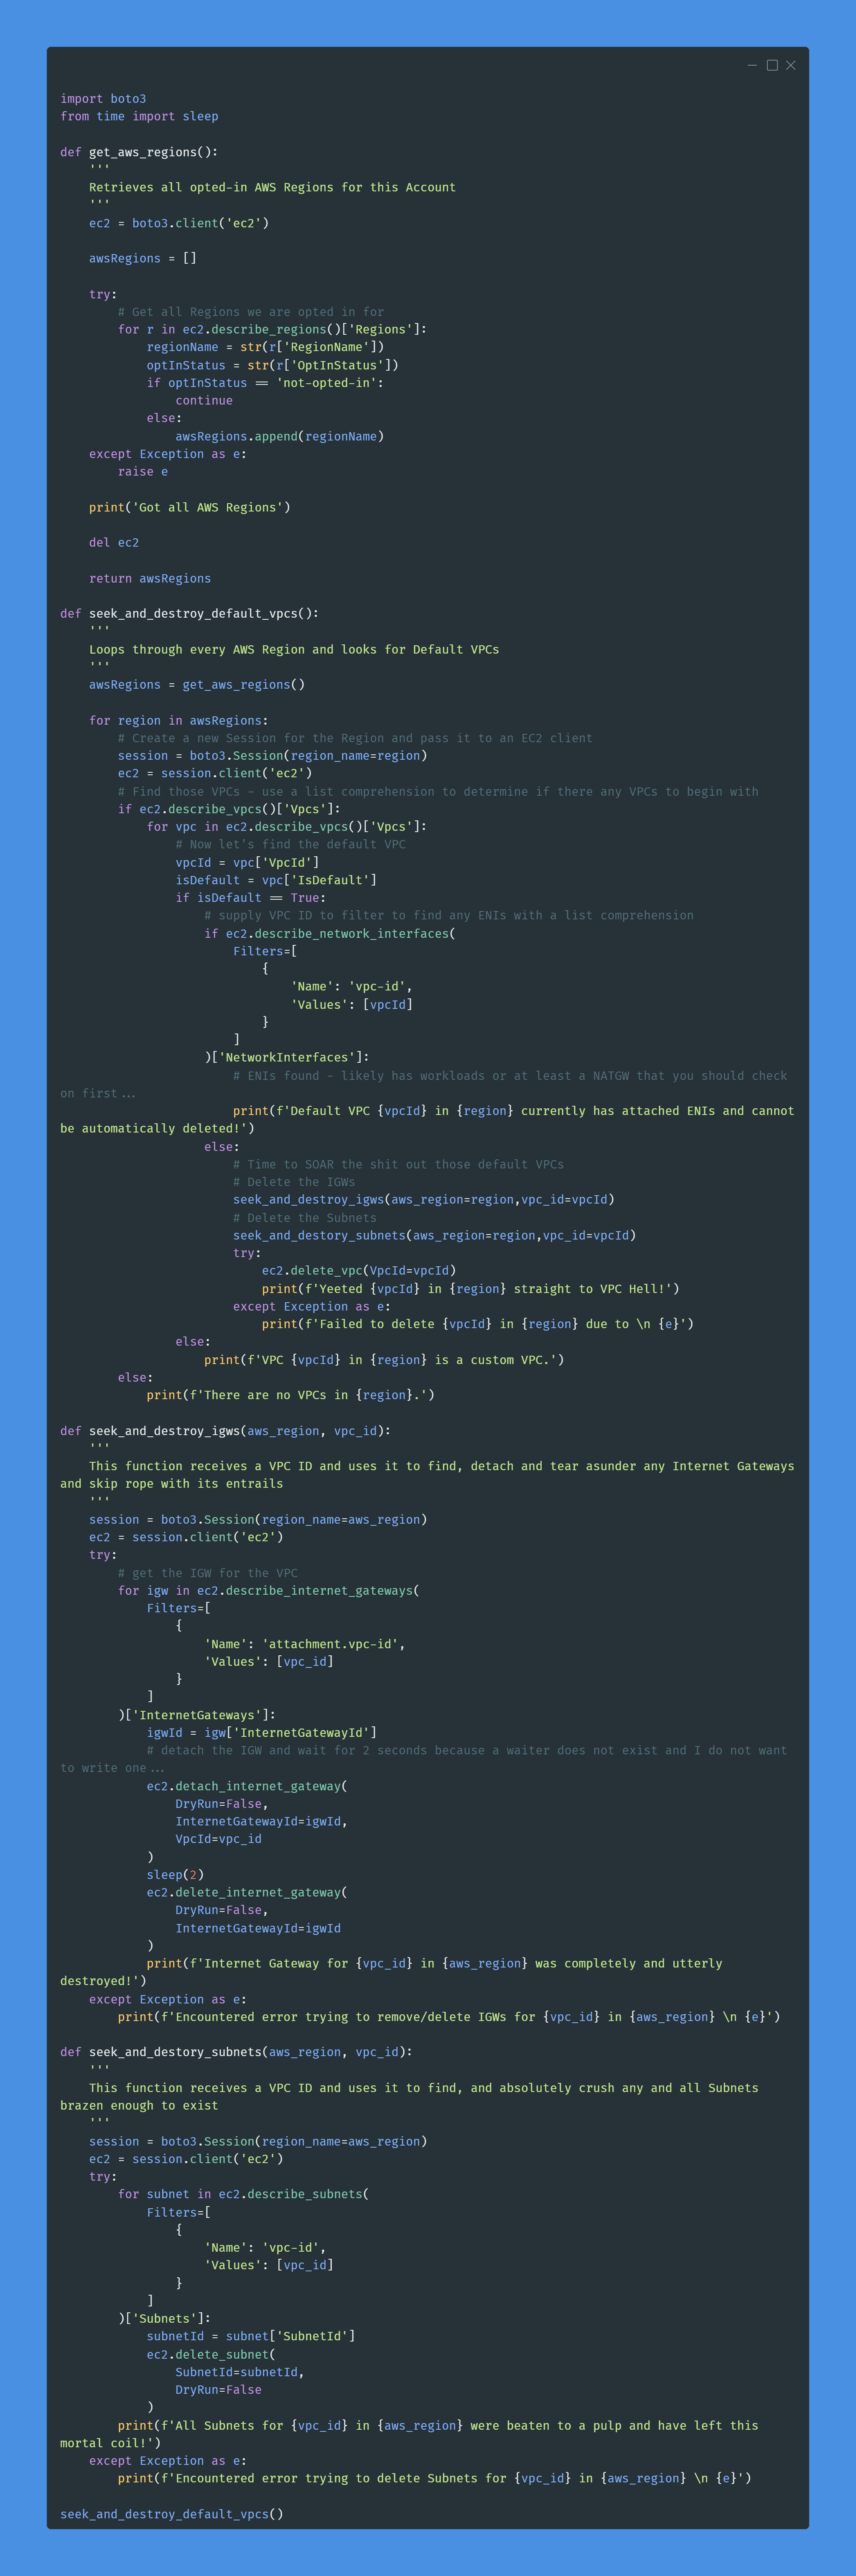 import boto3
from time import sleep

def get_aws_regions():
    '''
    Retrieves all opted-in AWS Regions for this Account
    '''
    ec2 = boto3.client('ec2')

    awsRegions = []

    try:
        # Get all Regions we are opted in for
        for r in ec2.describe_regions()['Regions']:
            regionName = str(r['RegionName'])
            optInStatus = str(r['OptInStatus'])
            if optInStatus == 'not-opted-in':
                continue
            else:
                awsRegions.append(regionName)
    except Exception as e:
        raise e

    print('Got all AWS Regions')

    del ec2

    return awsRegions

def seek_and_destroy_default_vpcs():
    '''
    Loops through every AWS Region and looks for Default VPCs
    '''
    awsRegions = get_aws_regions()

    for region in awsRegions:
        # Create a new Session for the Region and pass it to an EC2 client
        session = boto3.Session(region_name=region)
        ec2 = session.client('ec2')
        # Find those VPCs - use a list comprehension to determine if there any VPCs to begin with
        if ec2.describe_vpcs()['Vpcs']:
            for vpc in ec2.describe_vpcs()['Vpcs']:
                # Now let's find the default VPC
                vpcId = vpc['VpcId']
                isDefault = vpc['IsDefault']
                if isDefault == True:
                    # supply VPC ID to filter to find any ENIs with a list comprehension
                    if ec2.describe_network_interfaces(
                        Filters=[
                            {
                                'Name': 'vpc-id',
                                'Values': [vpcId]
                            }
                        ]
                    )['NetworkInterfaces']:
                        # ENIs found - likely has workloads or at least a NATGW that you should check
on first...
                        print(f'Default VPC {vpcId} in {region} currently has attached ENIs and cannot
be automatically deleted!')
                    else:
                        # Time to SOAR the shit out those default VPCs
                        # Delete the IGWs
                        seek_and_destroy_igws(aws_region=region,vpc_id=vpcId)
                        # Delete the Subnets
                        seek_and_destory_subnets(aws_region=region,vpc_id=vpcId)
                        try:
                            ec2.delete_vpc(VpcId=vpcId)
                            print(f'Yeeted {vpcId} in {region} straight to VPC Hell!')
                        except Exception as e:
                            print(f'Failed to delete {vpcId} in {region} due to \n {e}')
                else:
                    print(f'VPC {vpcId} in {region} is a custom VPC.')
        else:
            print(f'There are no VPCs in {region}.')

def seek_and_destroy_igws(aws_region, vpc_id):
    '''
    This function receives a VPC ID and uses it to find, detach and tear asunder any Internet Gateways
and skip rope with its entrails
    '''
    session = boto3.Session(region_name=aws_region)
    ec2 = session.client('ec2')
    try:
        # get the IGW for the VPC
        for igw in ec2.describe_internet_gateways(
            Filters=[
                {
                    'Name': 'attachment.vpc-id',
                    'Values': [vpc_id]
                }
            ]
        )['InternetGateways']:
            igwId = igw['InternetGatewayId']
            # detach the IGW and wait for 2 seconds because a waiter does not exist and I do not want
to write one...
            ec2.detach_internet_gateway(
                DryRun=False,
                InternetGatewayId=igwId,
                VpcId=vpc_id
            )
            sleep(2)
            ec2.delete_internet_gateway(
                DryRun=False,
                InternetGatewayId=igwId
            )
            print(f'Internet Gateway for {vpc_id} in {aws_region} was completely and utterly
destroyed!')
    except Exception as e:
        print(f'Encountered error trying to remove/delete IGWs for {vpc_id} in {aws_region} \n {e}')

def seek_and_destory_subnets(aws_region, vpc_id):
    '''
    This function receives a VPC ID and uses it to find, and absolutely crush any and all Subnets
brazen enough to exist
    '''
    session = boto3.Session(region_name=aws_region)
    ec2 = session.client('ec2')
    try:
        for subnet in ec2.describe_subnets(
            Filters=[
                {
                    'Name': 'vpc-id',
                    'Values': [vpc_id]
                }
            ]
        )['Subnets']:
            subnetId = subnet['SubnetId']
            ec2.delete_subnet(
                SubnetId=subnetId,
                DryRun=False
            )
        print(f'All Subnets for {vpc_id} in {aws_region} were beaten to a pulp and have left this
mortal coil!')
    except Exception as e:
        print(f'Encountered error trying to delete Subnets for {vpc_id} in {aws_region} \n {e}')

seek_and_destroy_default_vpcs()